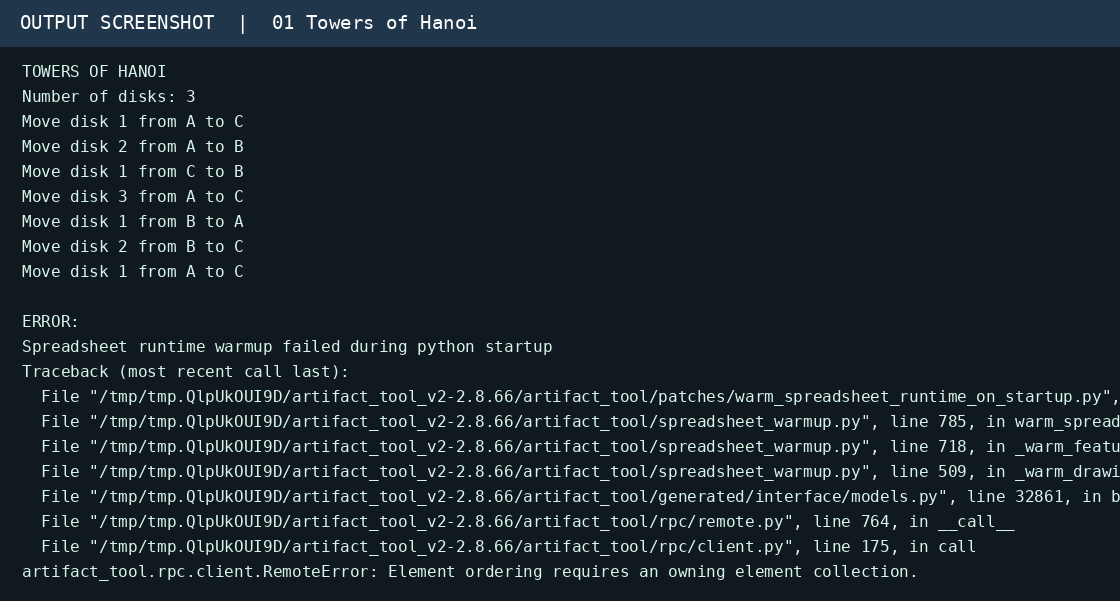 OUTPUT SCREENSHOT | 01 Towers of Hanoi
TOWERS OF HANOI
Number of disks: 3
Move disk 1 from A to C
Move disk 2 from A to B
Move disk 1 from C to B
Move disk 3 from A to C
Move disk 1 from B to A
Move disk 2 from B to C
Move disk 1 from A to C

ERROR:
Spreadsheet runtime warmup failed during python startup
Traceback (most recent call last):
  File "/tmp/tmp.QlpUkOUI9D/artifact_tool_v2-2.8.66/artifact_tool/patches/warm_spreadsheet_runtime_on_startup.py",
  File "/tmp/tmp.QlpUkOUI9D/artifact_tool_v2-2.8.66/artifact_tool/spreadsheet_warmup.py", line 785, in warm_spread
  File "/tmp/tmp.QlpUkOUI9D/artifact_tool_v2-2.8.66/artifact_tool/spreadsheet_warmup.py", line 718, in _warm_featu
  File "/tmp/tmp.QlpUkOUI9D/artifact_tool_v2-2.8.66/artifact_tool/spreadsheet_warmup.py", line 509, in _warm_drawi
  File "/tmp/tmp.QlpUkOUI9D/artifact_tool_v2-2.8.66/artifact_tool/generated/interface/models.py", line 32861, in b
  File "/tmp/tmp.QlpUkOUI9D/artifact_tool_v2-2.8.66/artifact_tool/rpc/remote.py", line 764, in __call__
  File "/tmp/tmp.QlpUkOUI9D/artifact_tool_v2-2.8.66/artifact_tool/rpc/client.py", line 175, in call
artifact_tool.rpc.client.RemoteError: Element ordering requires an owning element collection.